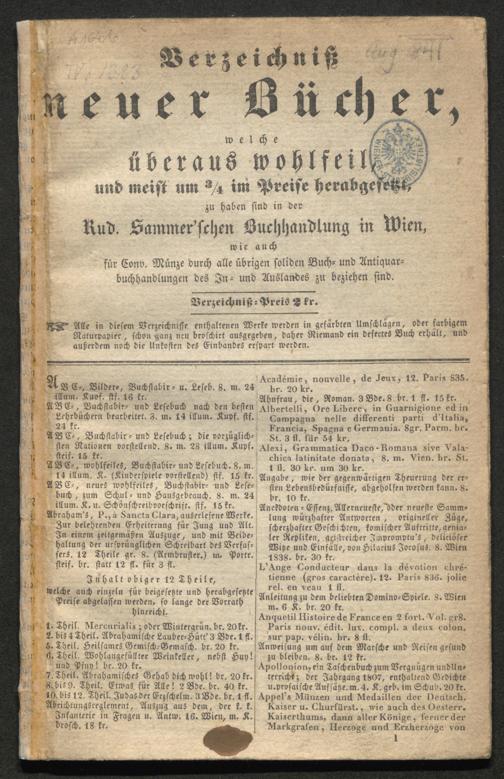 Verzeichniß
neuer Bücher,
welche
überaus wohlfeil,
und meist um 3/4 im Preise herabgesetzt,
zu haben sind in der
Rud. Sammer'schen Buchhandlung in Wien,
wie auch
für Conv. Münze durch alle übrigen soliden Buch- und Antiquar-
buchhandlungen des In- und Auslandes zu beziehen sind.
Verzeichniß-Preis 2 kr.
Alle in diesem Verzeichnisse enthaltenen Werke werden in gefärbten Umschlägen, oder farbigem
Naturpapier, schon ganz neu broschirt ausgegeben, daher Niemand ein defectes Buch erhält, und
außerdem noch die Unkosten des Einbandes erspart werden.
ABC-, Bilder-, Buchstabir- u. Leseb. 8. m. 24
illum. Kupf. stf. 16 kr.
ABC-, Buchstabir- und Lesebuch nach den besten
Lehrbüchern bearbeitet. 3. m. 14 illum. Kupf. stf.
24 kr.
ABC-, Buchstabir- und Lesebuch; die vorzüglich-
sten Nationen vorstellend. 8. m. 28 illum. Kupf.
steif. 15 kr.
ABC-, wohlfeiles, Buchstabir- und Lesebuch. 8. m.
14 illum. K. (Kinderspiele vorstellend) stf. 15 kr.
ABC-, neues wohlfeiles, Buchstabir- und Lese-
buch, zum Schul- und Hausgebrauch. 8. m. 24
illum. K. u. Schönschreibvorschrift. stf. 15 kr.
Abraham's, P., à Sancta Clara, auserlesene Werke.
Zur belehrenden Erheiterung für Jung und Alt.
In einem zeitgemäßen Auszuge, und mit Beibe-
haltung der ursprünglichen Schreibart des Verfas-
sers. 12 Theile gr. 8. (Armbruster.) m. Portr.
steif. br. statt 12 fl. für 3 fl.
Inhalt obiger 12 Theile,
welche auch einzeln für beigesetzte und herabgesetzte
Preise abgelassen werden, so lange der Vorrath
hinreicht.
1. Theil. Mercurialis; oder Wintergrün. br. 20 kr.
2. bis 4 Theil. Abrahamische Lauber-Hütt' 3 Bde. 1 fl.
5. Theil. Heilsames Gemisch-Gemasch. br. 20 kr.
6. Theil. Wohlangefüllter Weinkeller, nebst Huy!
und Pfuy! br. 20 kr.
7. Theil. Abrahamisches Gehab dich wohl! br. 20 kr.
8. bis 9. Theil. Etwas für Alle! 2 Bde. br. 40 kr.
10. bis 12. Theil. Judas der Erzschelm. 3 Bde. br. 1 fl.
Abrichtungsreglement, Auszug aus dem, der k. k.
Infanterie in Fragen u. Antw. 16. Wien, m. K.
brosch. 18 kr.
Académie, nouvelle, de Jeux, 12. Paris 835.
br. 20 kr.
Ahnfrau, die, Roman. 3 Bde. 8. br. 1 fl. 15 kr.
Albertelli, Ore Libere, in Guarnigione ed in
Campagna nelle differenti parti d'Italia,
Francia, Spagna e Germania. 8gr. Parm. br.
St. 3 fl. für 54 kr.
Alexi, Grammatica Daco-Romana sive Vala-
chica latinitate donata, 8. m. Vien. br. St.
1 fl. 30 kr. um 30 kr.
Angabe, wie der gegenwärtigen Theuerung der er-
sten Lebensbedürfnisse, abgeholfen werden kann. 8.
br. 10 kr.
Anekdoten-Essenz, Allerneueste, oder neueste Samm-
lung würzhafter Antworten, origineller Züge,
scherzhafter Geschichten, komischer Auftritte, genia-
ler Repliken, geistreicher Impromptu's, deliciöser
Witze und Einfälle, von Hilarius Jocosus. 8. Wien
1838. br. 30 kr.
L'Ange Conducteur dans la dévotion chré-
tienne (gros caractère). 12. Paris 836. jolie
rel. en veau 1 fl.
Anleitung zu dem beliebten Domino-Spiele. 8. Wien
m. 6 K. br. 20 kr.
Anquetil Histoire de France en 2 fort. Vol. gr8.
Paris nouv. édit. lux. compl. a deux colon.
sur pap. vélin. br. 8 fl.
Anweisung um auf dem Marsche und Reisen gesund
zu bleiben. 8. br. 12 kr.
Apollonion, ein Taschenbuch zum Vergnügen und Un-
terricht; der Jahrgang 1807, enthaltend Gedichte
u. prosaische Aufsätze. m. 4. K. geb. im Schub. 20 kr.
Appel's Münzen und Medaillen der Deutsch.
Kaiser u. Churfürst., wie auch des Oesterr.
Kaiserthums, dann aller Könige, ferner der
Markgrafen, Herzoge und Erzherzoge von
1